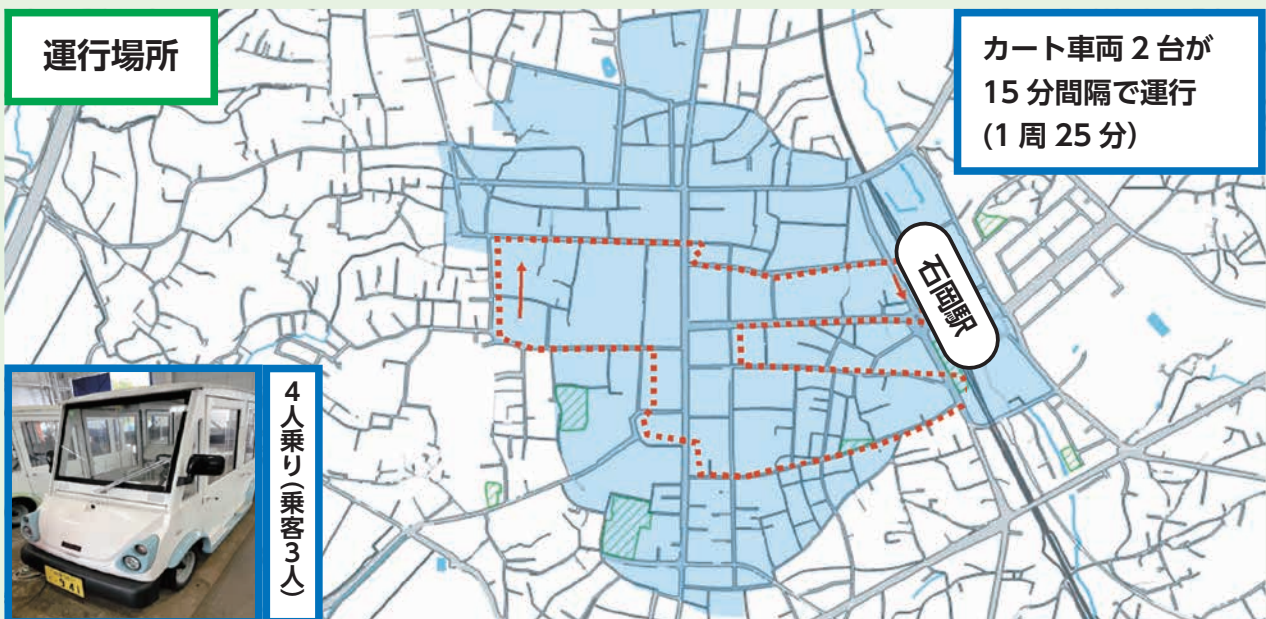 運行場所
カート車両 2 台が
15 分間隔で運行
(1 周 25 分)
石岡駅
4人乗り(乗客3人)